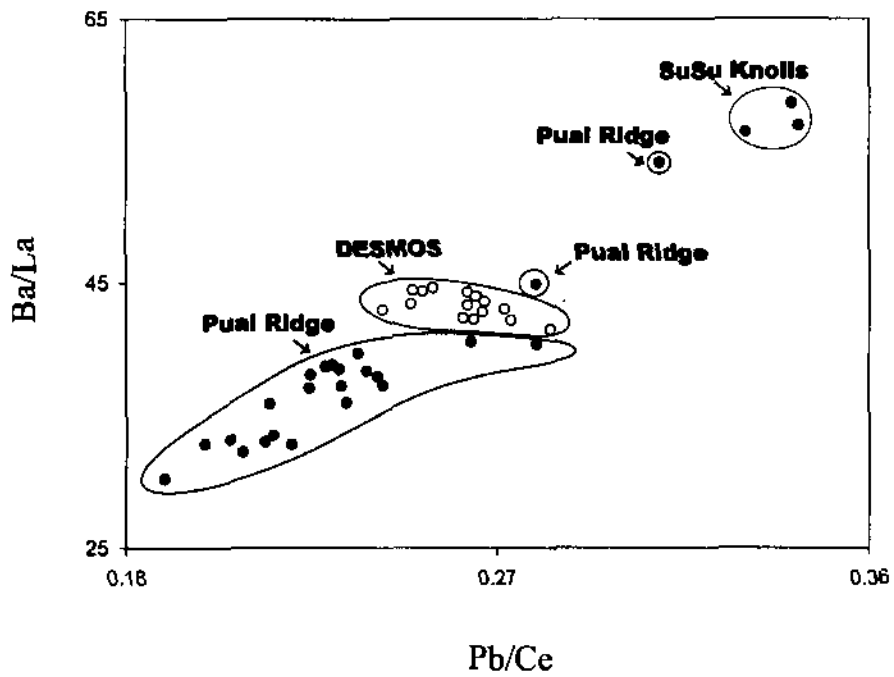 65
SuSu Knolls
Pual Ridge
DESMOS
Pual Ridge
45
Pual Ridge
Ba/La
25
0.18
0.27
0.36
Pb/Ce